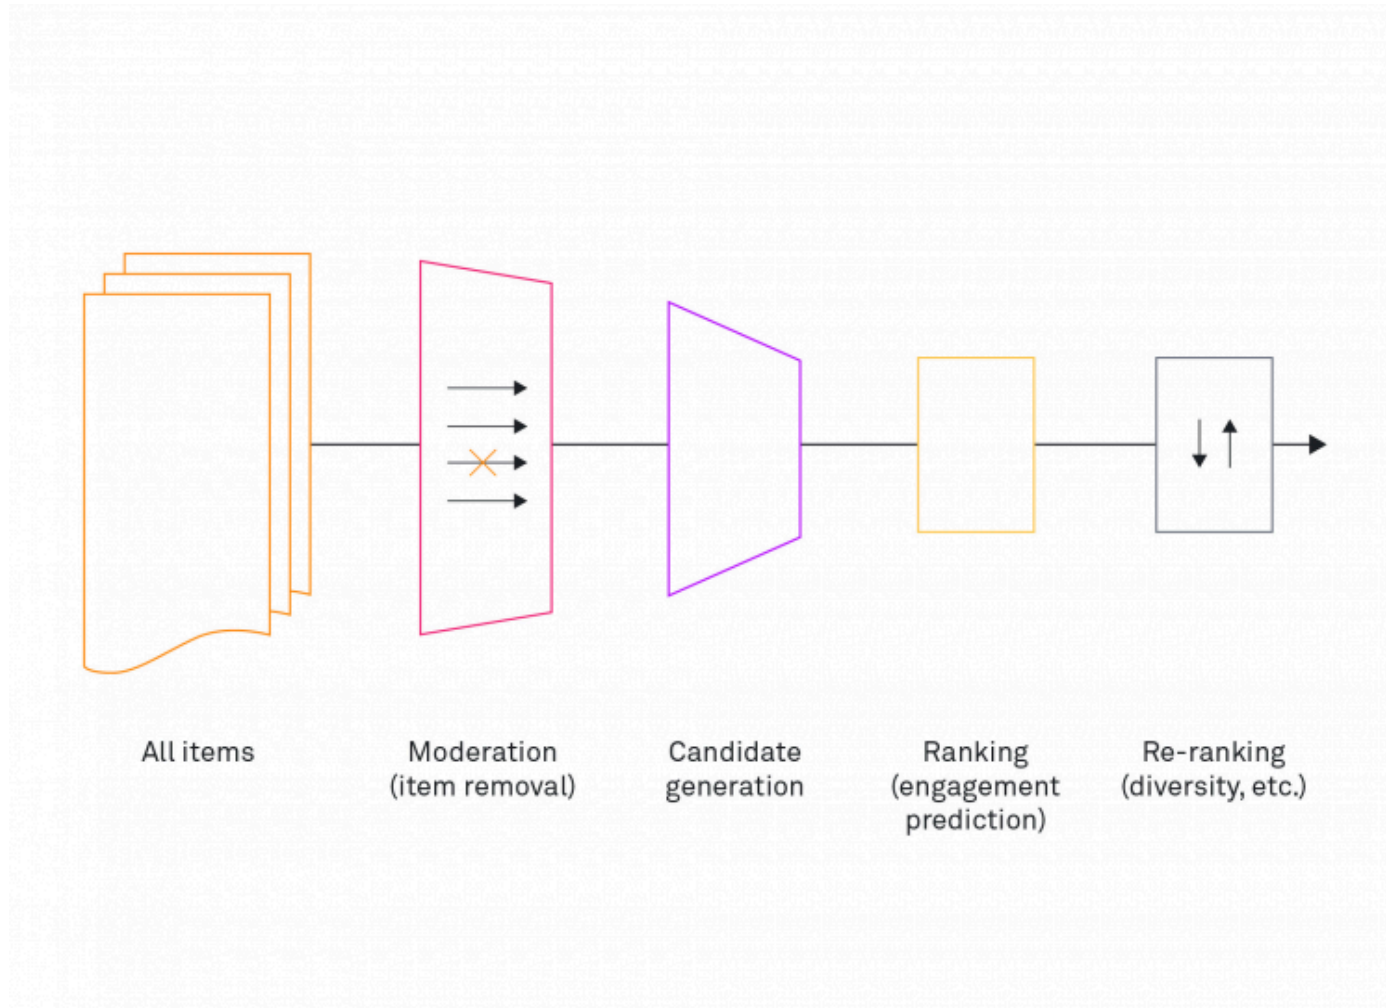 All items
Moderation
(item removal)
Candidate
generation
Ranking
(engagement
prediction)
Re-ranking
(diversity, etc.)